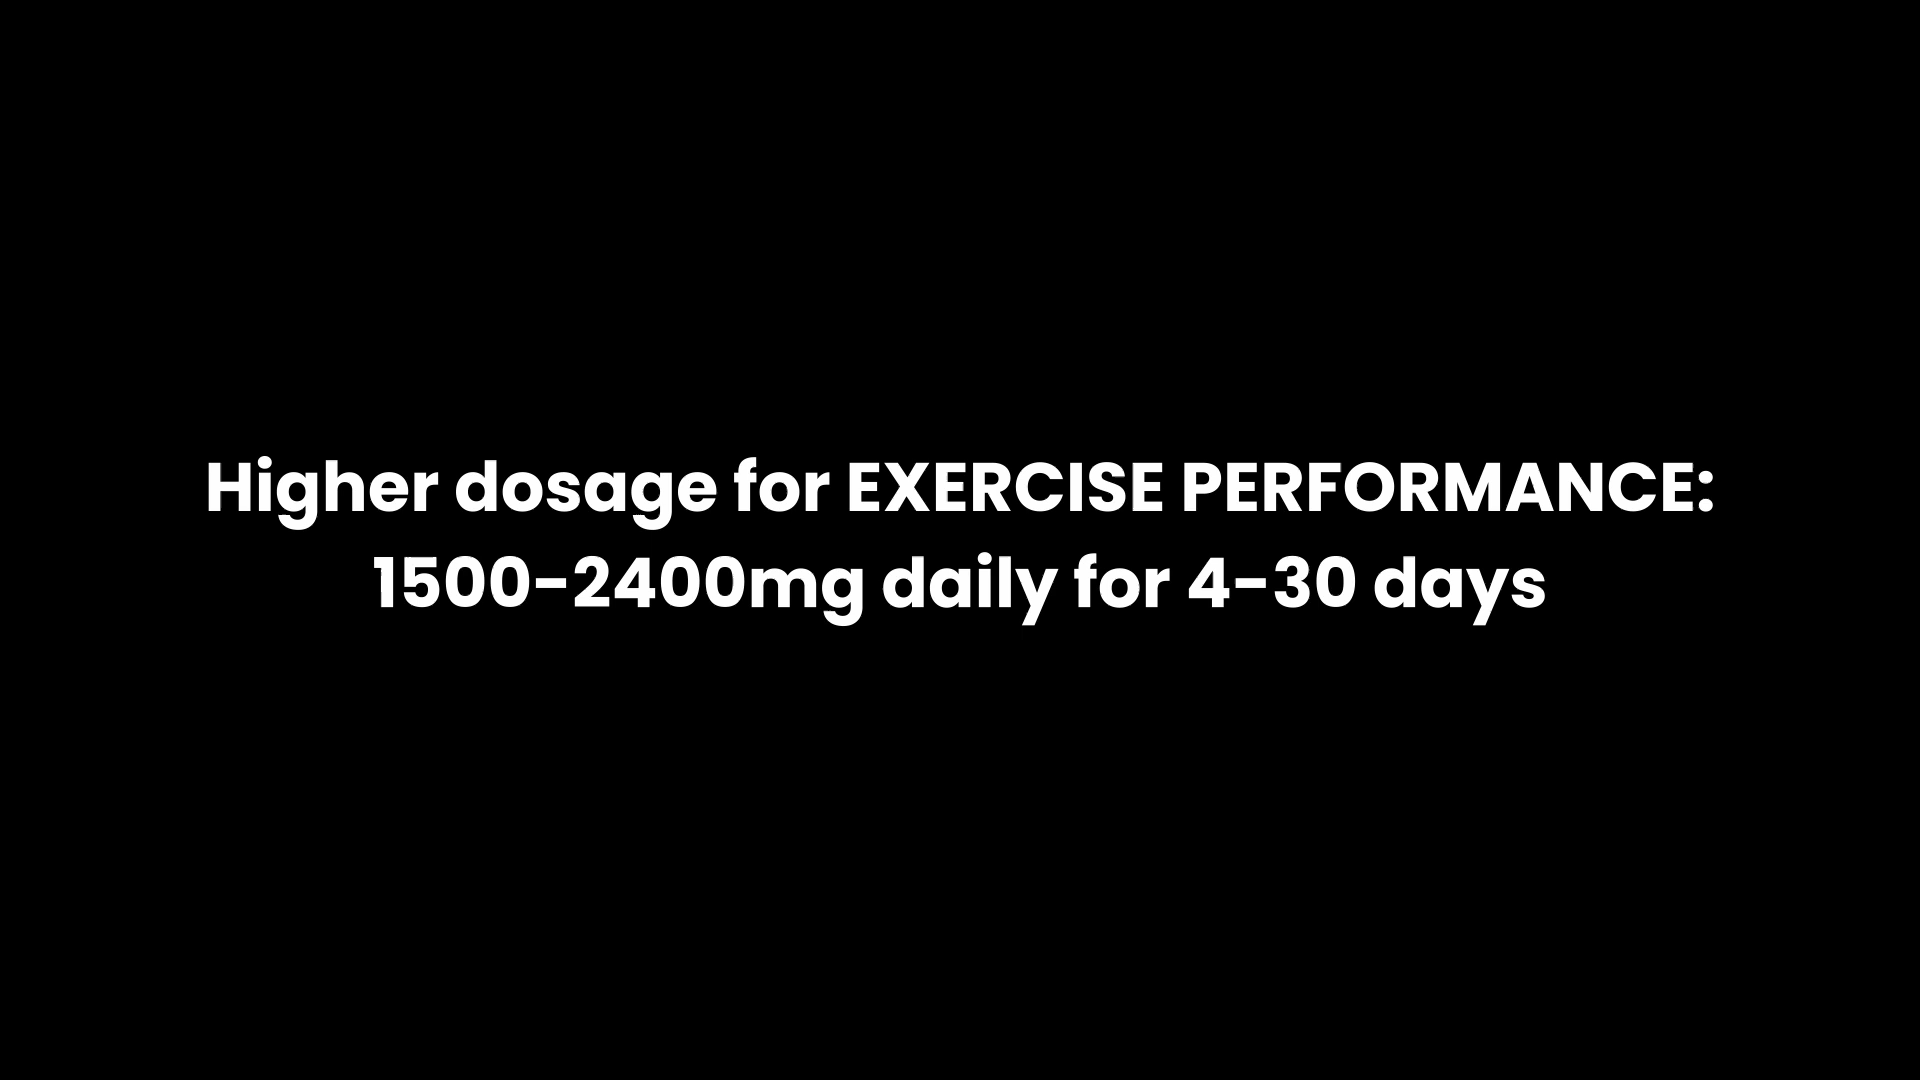 Higher dosage for EXERCISE PERFORMANCE:
1500-2400mg daily for 4-30 days